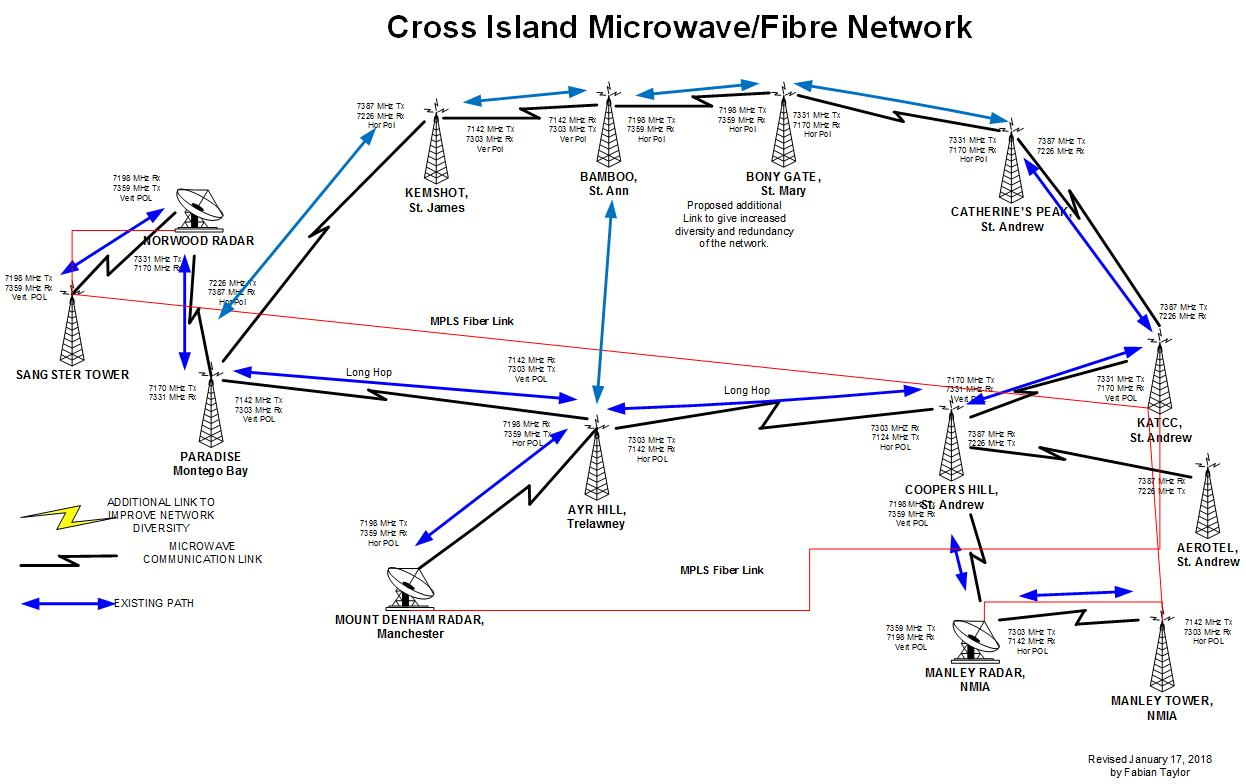 Cross Island Microwave/Fibre Network
7387 MHz Tx
7226 MHz Rx
Hor Pol
7142 MHz Tx
7303 MHz Rx
Ver Pol
KEMSHOT,
St. James
7142 MHz Tx
7303 MHz Rx
Ver Pol
7198 MHz Tx
7359 MHz Rx
Hor POL
BAMBOO,
St. Ann
7198 MHz Tx
7359 MHz Rx
Hor POL
7331 MHz Tx
7170 MHz Rx
Hor Pol
BONY GATE,
St. Mary
Proposed additional
Link to give increased
diversity and redundancy
of the network.
7331 MHz Tx
7170 MHz Rx
Hor Pol
7387 MHz Tx
7226 MHz Rx
CATHERINE'S PEAK,
St. Andrew
7198 MHz Rx
7359 MHz Tx
Vert POL
NORWOOD RADAR
7331 MHz Tx
7170 MHz Rx
7198 MHz Tx
7359 MHz Rx
Vert. POL
SANGSTER TOWER
7226 MHz Tx
7387 MHz Rx
Hor Pol
MPLS Fiber Link
7387 MHz Tx
7226 MHz Rx
7170 MHz Tx
7331 MHz Rx
7142 MHz Tx
7303 MHz Rx
Vert POL
PARADISE
Montego Bay
Long Hop
7142 MHz Rx
7303 MHz Tx
Vert POL
7198 MHz Rx
7359 MHz Tx
Hor POL
7303 MHz Tx
7142 MHz Rx
Hor POL
AYR HILL,
Trelawney
Long Hop
7303 MHz Rx
7124 MHz Tx
Hor POL
7170 MHz Tx
7331 MHz Rx
Vert POL
7387 MHz Rx
7226 MHz Tx
COOPERS HILL,
St. Andrew
7331 MHz Tx
7170 MHz Rx
Vert POL
KATCC,
St. Andrew
7387 MHz Rx
7226 MHz Tx
AEROTEL,
St. Andrew
7198 MHz Tx
7359 MHz Rx
Vert POL
ADDITIONAL LINK TO
IMPROVE NETWORK
DIVERSITY
MICROWAVE
COMMUNICATION LINK
EXISTING PATH
7198 MHz Tx
7359 MHz Rx
Hor POL
MOUNT DENHAM RADAR,
Manchester
MPLS Fiber Link
7359 MHz Tx
7198 MHz Rx
Vert POL
7303 MHz Tx
7142 MHz Rx
Hor POL
MANLEY RADAR,
NMIA
7142 MHz Tx
7303 MHz Rx
Hor POL
MANLEY TOWER,
NMIA
Revised January 17, 2018
by Fabian Taylor